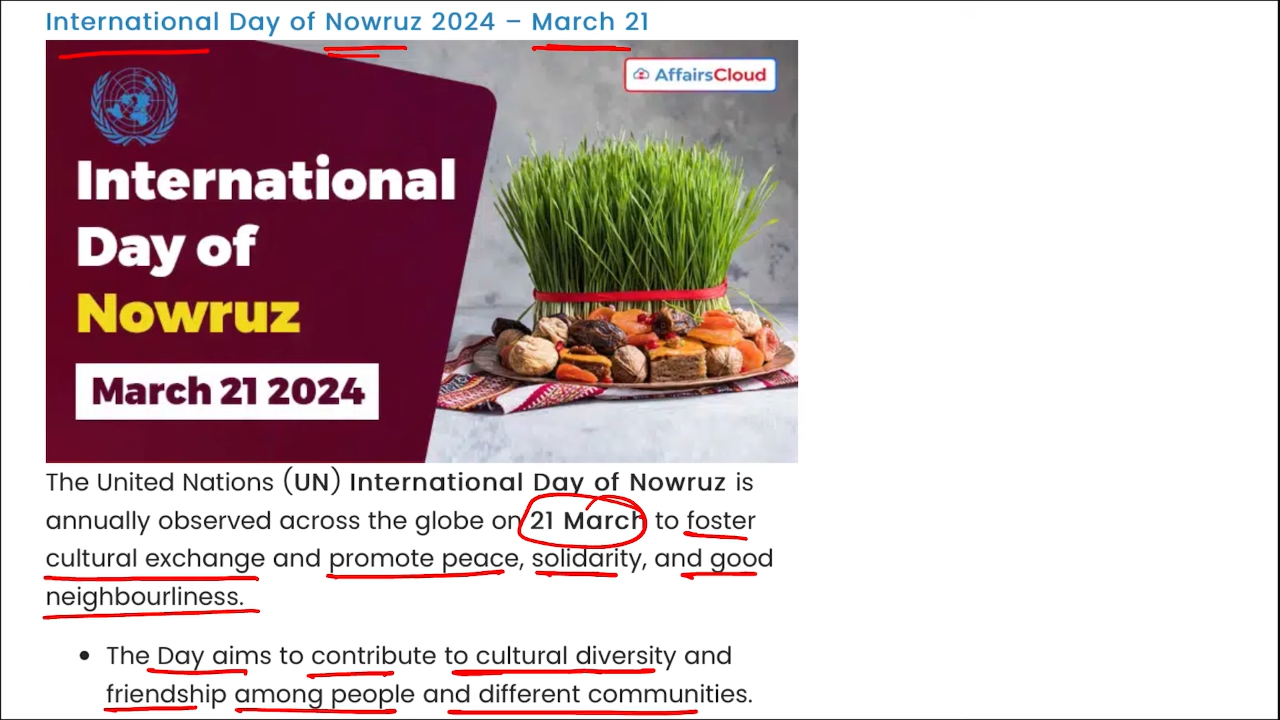 International Day of Nowruz 2024 – March 21
AffairsCloud
International
Day of
Nowruz
March 21 2024
The United Nations (UN) International Day of Nowruz is
annually observed across the globe on 21 March to foster
cultural exchange and promote peace, solidarity, and good
neighbourliness.
• The Day aims to contribute to cultural diversity and
friendship among people and different communities.